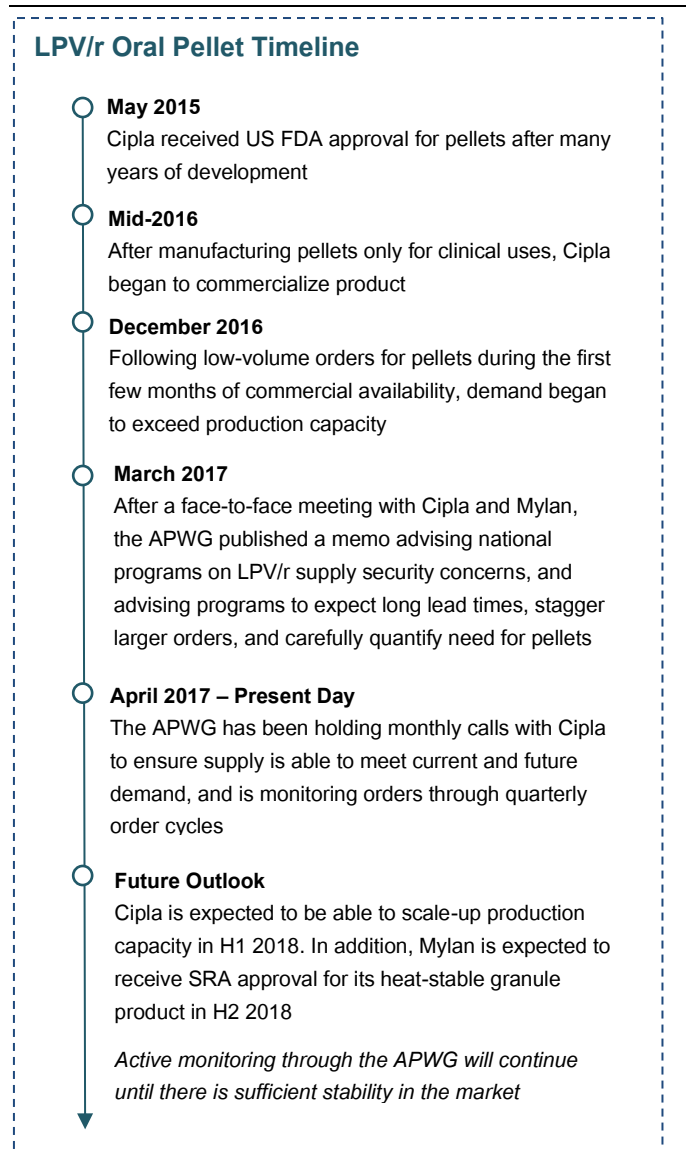 LPV/r Oral Pellet Timeline
May 2015
Cipla received US FDA approval for pellets after many
years of development
Mid-2016
After manufacturing pellets only for clinical uses, Cipla
began to commercialize product
December 2016
Following low-volume orders for pellets during the first
few months of commercial availability, demand began
to exceed production capacity
March 2017
After a face-to-face meeting with Cipla and Mylan,
the APWG published a memo advising national
programs on LPV/r supply security concerns, and
advising programs to expect long lead times, stagger
larger orders, and carefully quantify need for pellets
April 2017 – Present Day
The APWG has been holding monthly calls with Cipla
to ensure supply is able to meet current and future
demand, and is monitoring orders through quarterly
order cycles
Future Outlook
Cipla is expected to be able to scale-up production
capacity in H1 2018. In addition, Mylan is expected to
receive SRA approval for its heat-stable granule
product in H2 2018
Active monitoring through the APWG will continue
until there is sufficient stability in the market